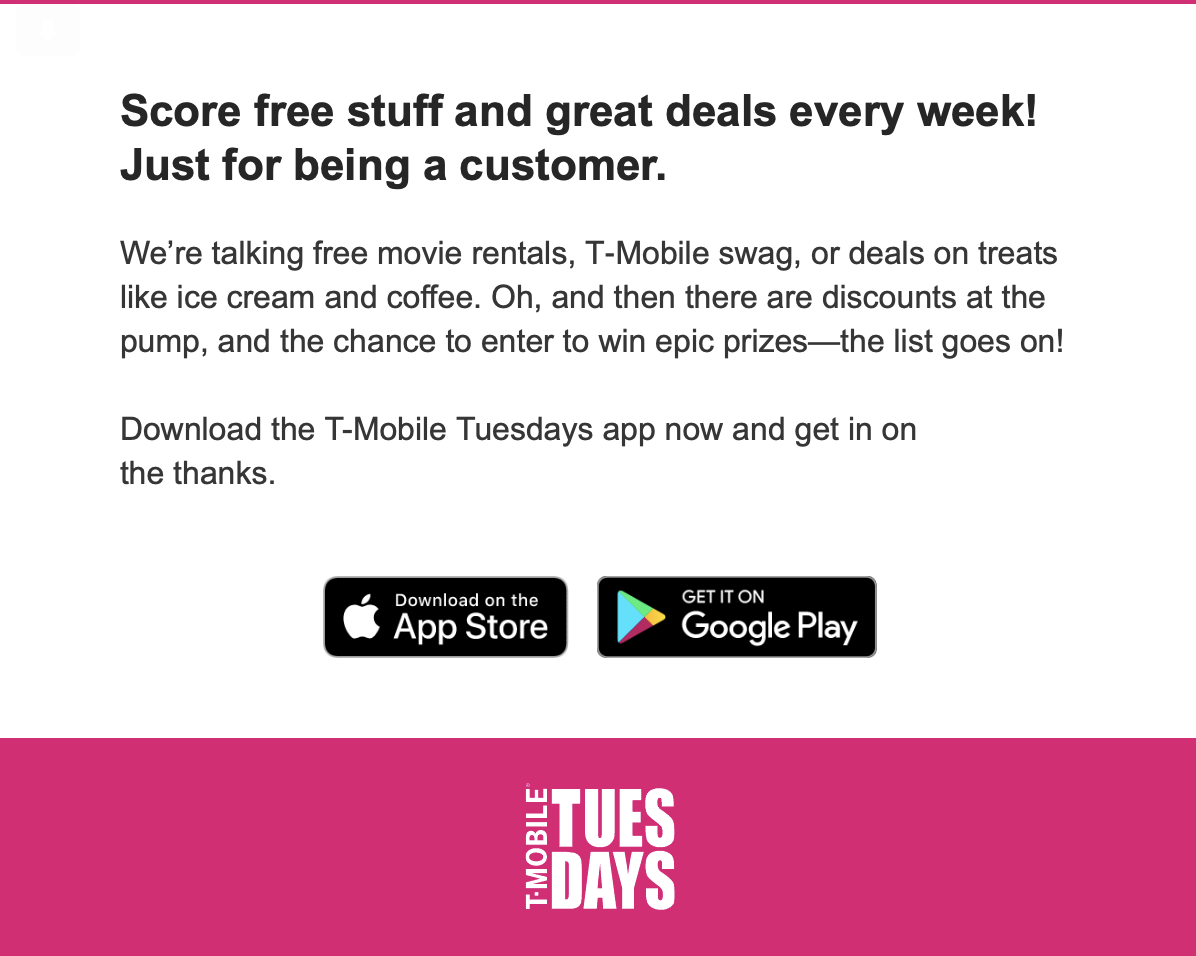 Score free stuff and great deals every week!
Just for being a customer.
We’re talking free movie rentals, T-Mobile swag, or deals on treats
like ice cream and coffee. Oh, and then there are discounts at the
pump, and the chance to enter to win epic prizes—the list goes on!
Download the T-Mobile Tuesdays app now and get in on
the thanks.
Download on the
App Store
GET IT ON
Google Play
T·MOBILE®
TUES
DAYS